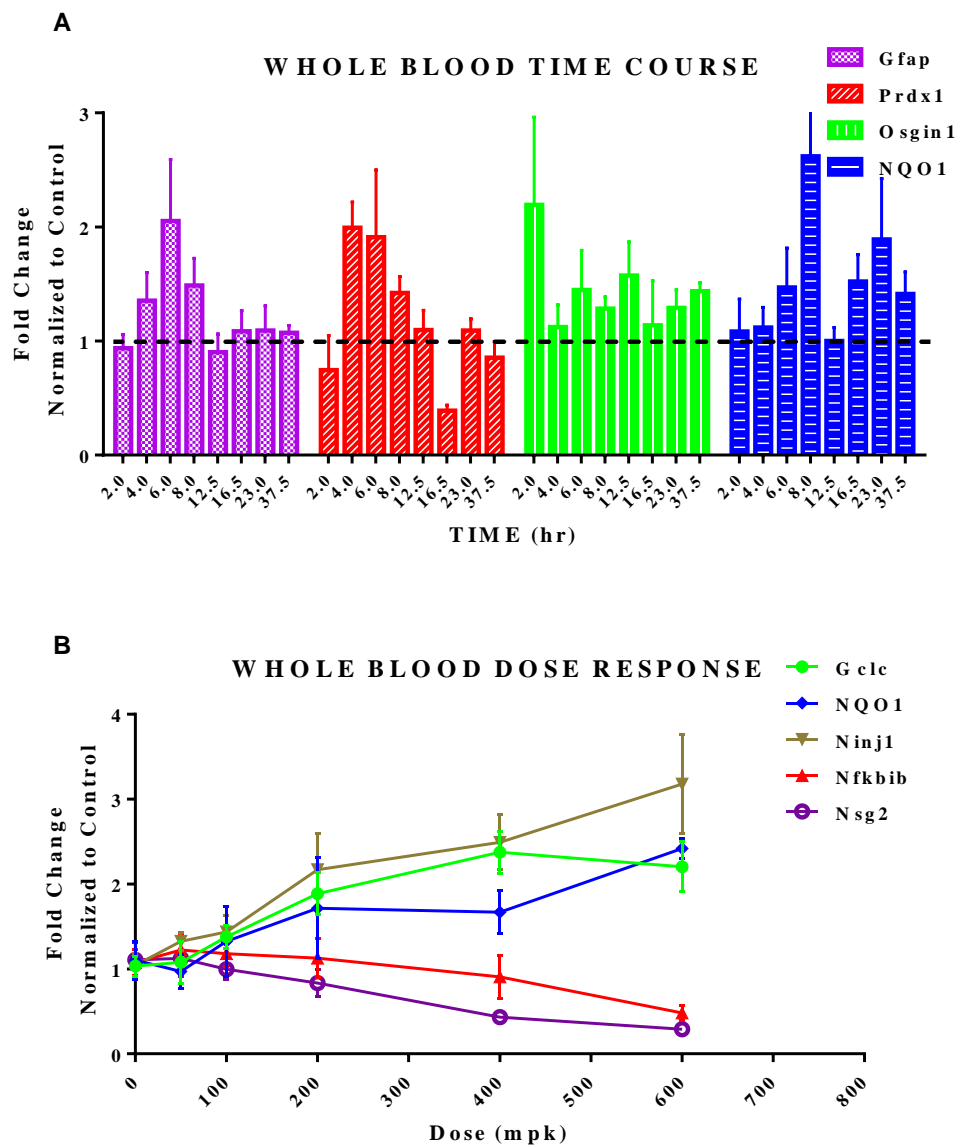 A
WHOLE BLOOD TIME COURSE
Gfap
Prdx1
Osgin1
NQO1
Fold Change
Normalized to Control
3
2
1
0
2.0 4.0 6.0 8.0 12.5 16.5 23.0 37.5 2.0 4.0 6.0 8.0 12.5 16.5 23.0 37.5 2.0 4.0 6.0 8.0 12.5 16.5 23.0 37.5 2.0 4.0 6.0 8.0 12.5 16.5 23.0 37.5
TIME (hr)
B
WHOLE BLOOD DOSE RESPONSE
Gclc
NQO1
Ninj1
Nfkbib
Nsg2
Fold Change
Normalized to Control
4
3
2
1
0
0 100 200 300 400 500 600 700 800
Dose (mpk)